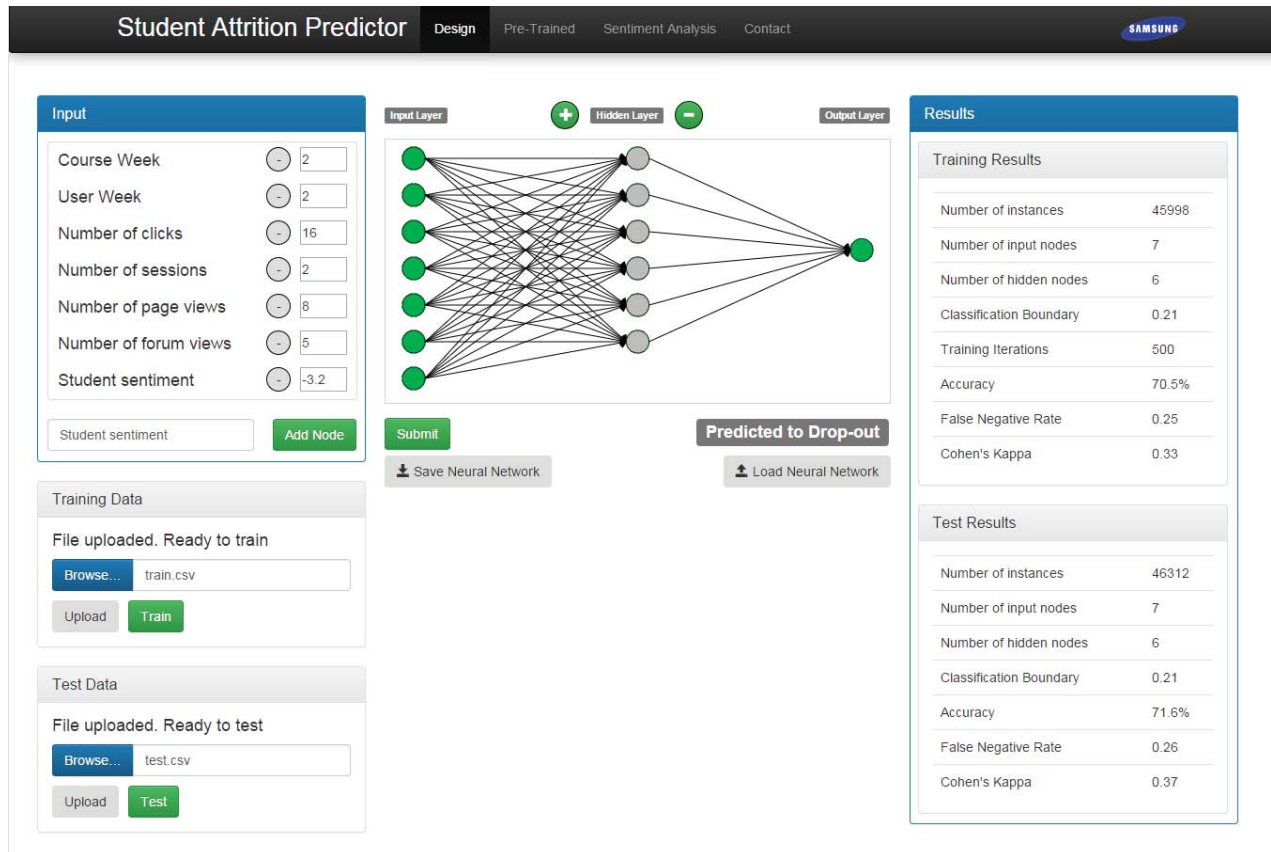 Student Attrition Predictor Design Pre-Trained Sentiment Analysis Contact SAMSUNG
Input
Course Week - 2
User Week - 2
Number of clicks - 16
Number of sessions - 2
Number of page views - 8
Number of forum views - 5
Student sentiment - -3.2
Student sentiment Add Node
Training Data
File uploaded. Ready to train
Browse... train.csv
Upload Train
Test Data
File uploaded. Ready to test
Browse... test.csv
Upload Test
Input Layer + Hidden Layer - Output Layer
Submit Predicted to Drop-out
Save Neural Network Load Neural Network
Results
Training Results
Number of instances 45998
Number of input nodes 7
Number of hidden nodes 6
Classification Boundary 0.21
Training Iterations 500
Accuracy 70.5%
False Negative Rate 0.25
Cohen's Kappa 0.33
Test Results
Number of instances 46312
Number of input nodes 7
Number of hidden nodes 6
Classification Boundary 0.21
Accuracy 71.6%
False Negative Rate 0.26
Cohen's Kappa 0.37